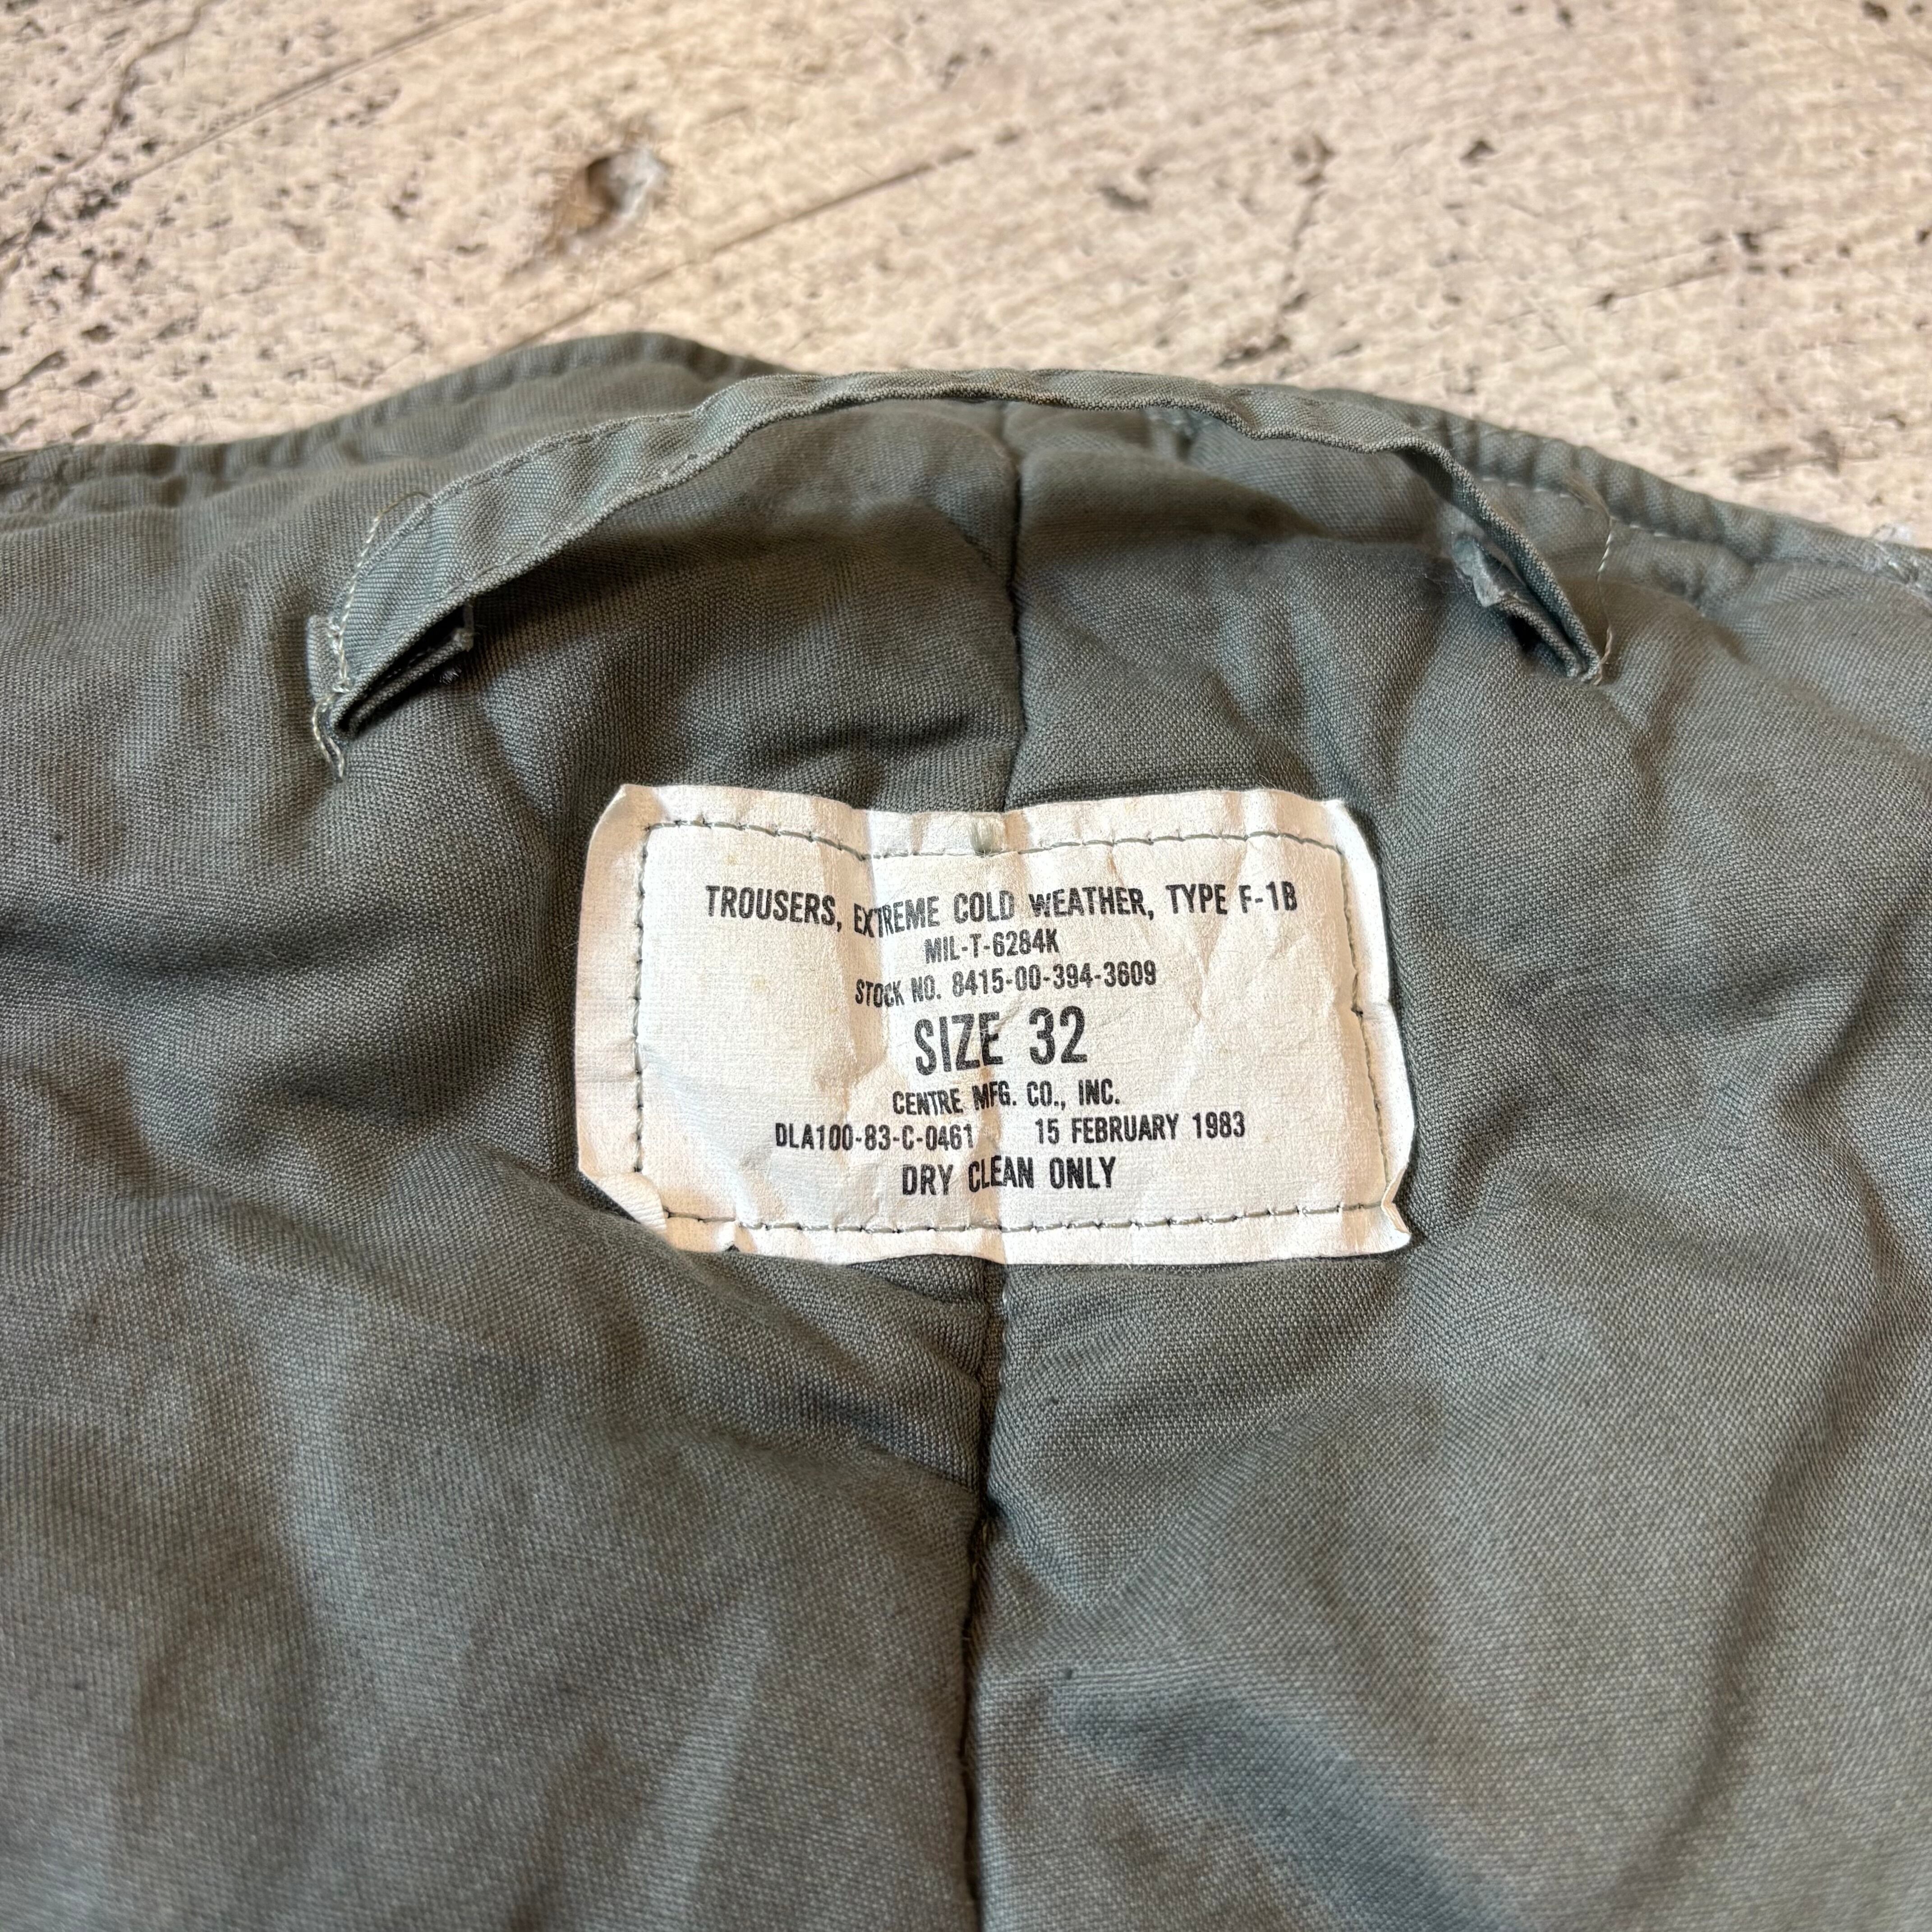 TROUSERS, EXTREME COLD WEATHER, TYPE F-1B
MIL-T-6284K
STOCK NO. 8415-00-394-3609
SIZE 32
CENTRE MFG. CO., INC.
DLA100-83-C-0461 15 FEBRUARY 1983
DRY CLEAN ONLY